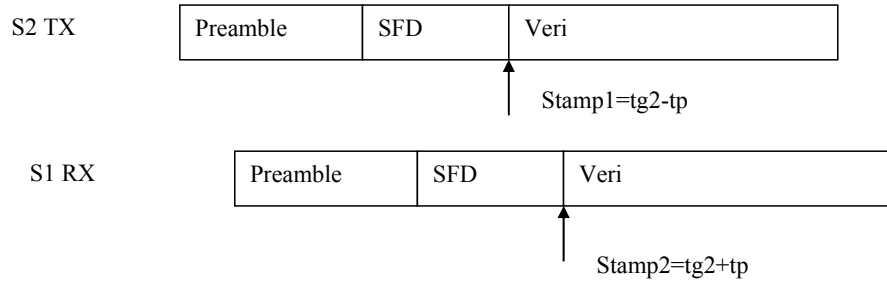 S2 TX
Preamble
SFD
Veri
Stamp1=tg2-tp
S1 RX
Preamble
SFD
Veri
Stamp2=tg2+tp